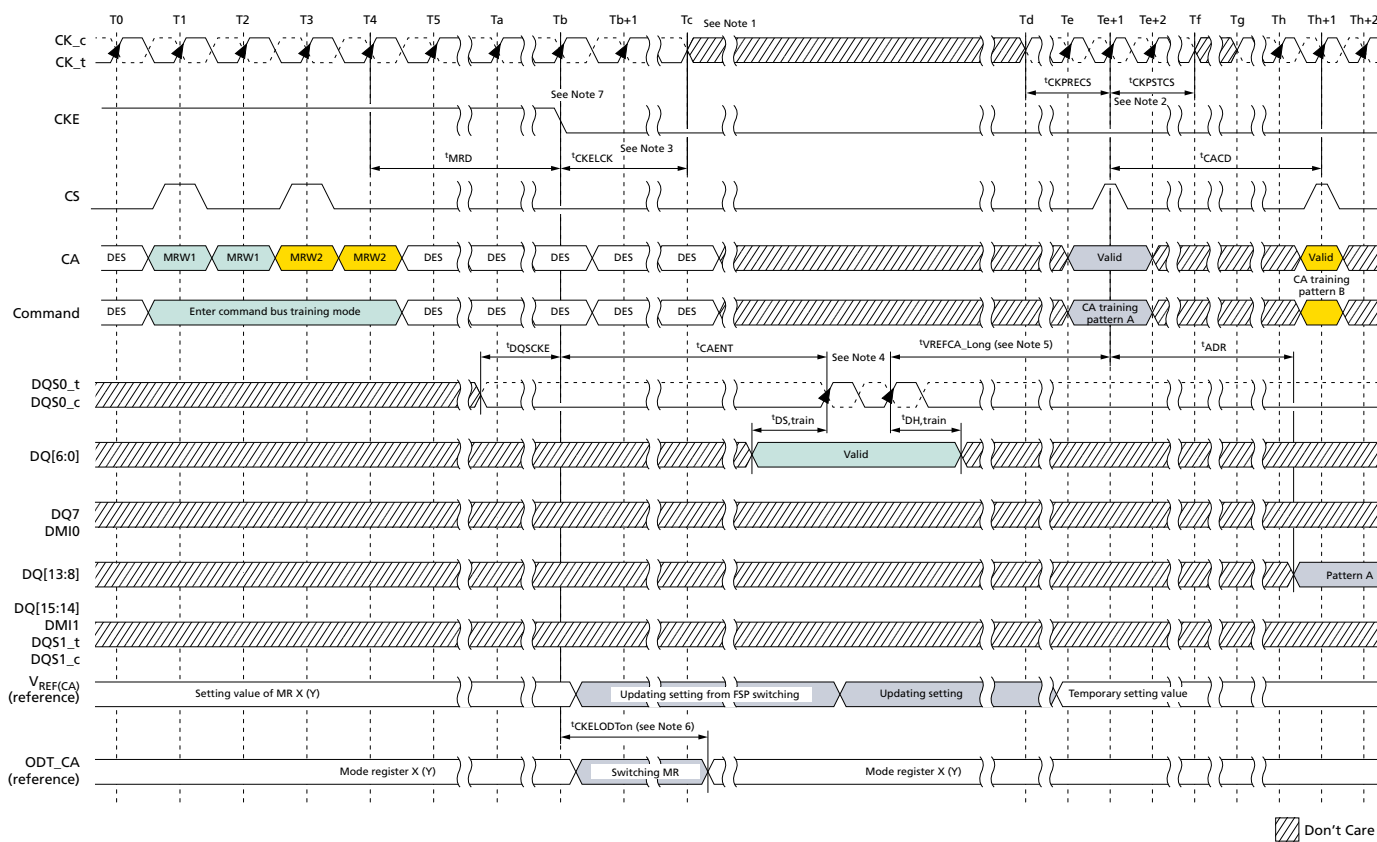 T0 T1 T2 T3 T4 T5 Ta Tb Tb+1 Tc See Note 1 Td Te Te+1 Te+2 Tf Tg Th Th+1 Th+2
CK_c
CK_t
tCKPRECS tCKPSTCS
See Note 7 See Note 2
CKE
See Note 3
tMRD tCKELCK tCACD
CS
CA DES MRW1 MRW1 MRW2 MRW2 DES DES DES DES DES Valid Valid
CA training
pattern B
Command DES Enter command bus training mode DES DES DES DES DES CA training
pattern A
tDQSCKE tCAENT See Note 4 tVREFCA_Long (see Note 5) tADR
DQS0_t
DQS0_c
tDS,train tDH,train
DQ[6:0] Valid
DQ7
DMI0
DQ[13:8] Pattern A
DQ[15:14]
DMI1
DQS1_t
DQS1_c
VREF(CA)
(reference) Setting value of MR X (Y) Updating setting from FSP switching Updating setting Temporary setting value
tCKELODTon (see Note 6)
ODT_CA
(reference) Mode register X (Y) Switching MR Mode register X (Y)
Don't Care